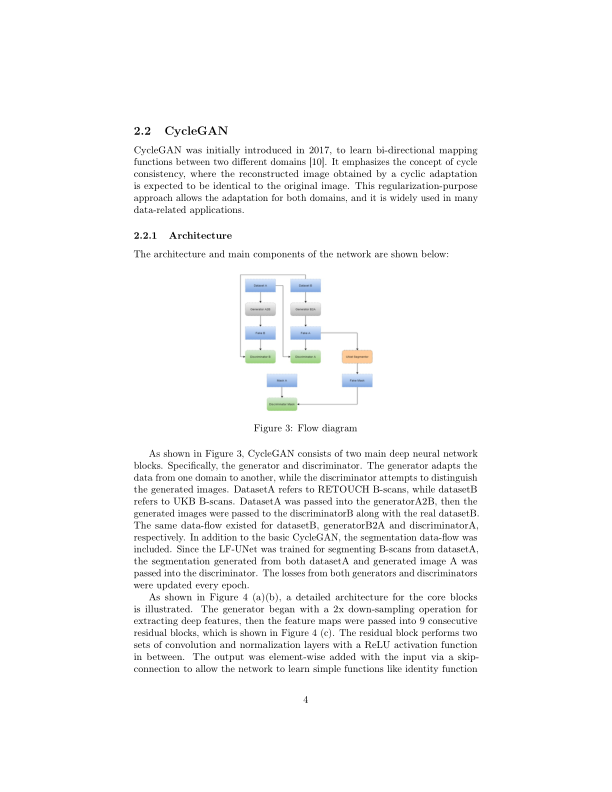 2.2 CycleGAN
CycleGAN was initially introduced in 2017, to learn bi-directional mapping
functions between two different domains [10]. It emphasizes the concept of cycle
consistency, where the reconstructed image obtained by a cyclic adaptation
is expected to be identical to the original image. This regularization-purpose
approach allows the adaptation for both domains, and it is widely used in many
data-related applications.
2.2.1 Architecture
The architecture and main components of the network are shown below:
Dataset A
Dataset B
Generator A2B
Generator B2A
Fake B
Fake A
Discriminator B
Discriminator A
Mask A
Fake Mask
Discriminator Mask
Figure 3: Flow diagram
As shown in Figure 3, CycleGAN consists of two main deep neural network
blocks. Specifically, the generator and discriminator. The generator adapts the
data from one domain to another, while the discriminator attempts to distinguish
the generated images. DatasetA refers to RETOUCH B-scans, while datasetB
refers to UKB B-scans. DatasetA was passed into the generatorA2B, then the
generated images were passed to the discriminatorB along with the real datasetB.
The same data-flow existed for datasetB, generatorB2A and discriminatorA,
respectively. In addition to the basic CycleGAN, the segmentation data-flow was
included. Since the LF-UNet was trained for segmenting B-scans from datasetA,
the segmentation generated from both datasetA and generated image A was
passed into the discriminator. The losses from both generators and discriminators
were updated every epoch.
As shown in Figure 4 (a)(b), a detailed architecture for the core blocks
is illustrated. The generator began with a 2x down-sampling operation for
extracting deep features, then the feature maps were passed into 9 consecutive
residual blocks, which is shown in Figure 4 (c). The residual block performs two
sets of convolution and normalization layers with a ReLU activation function
in between. The output was element-wise added with the input via a skip-
connection to allow the network to learn simple functions like identity function
4